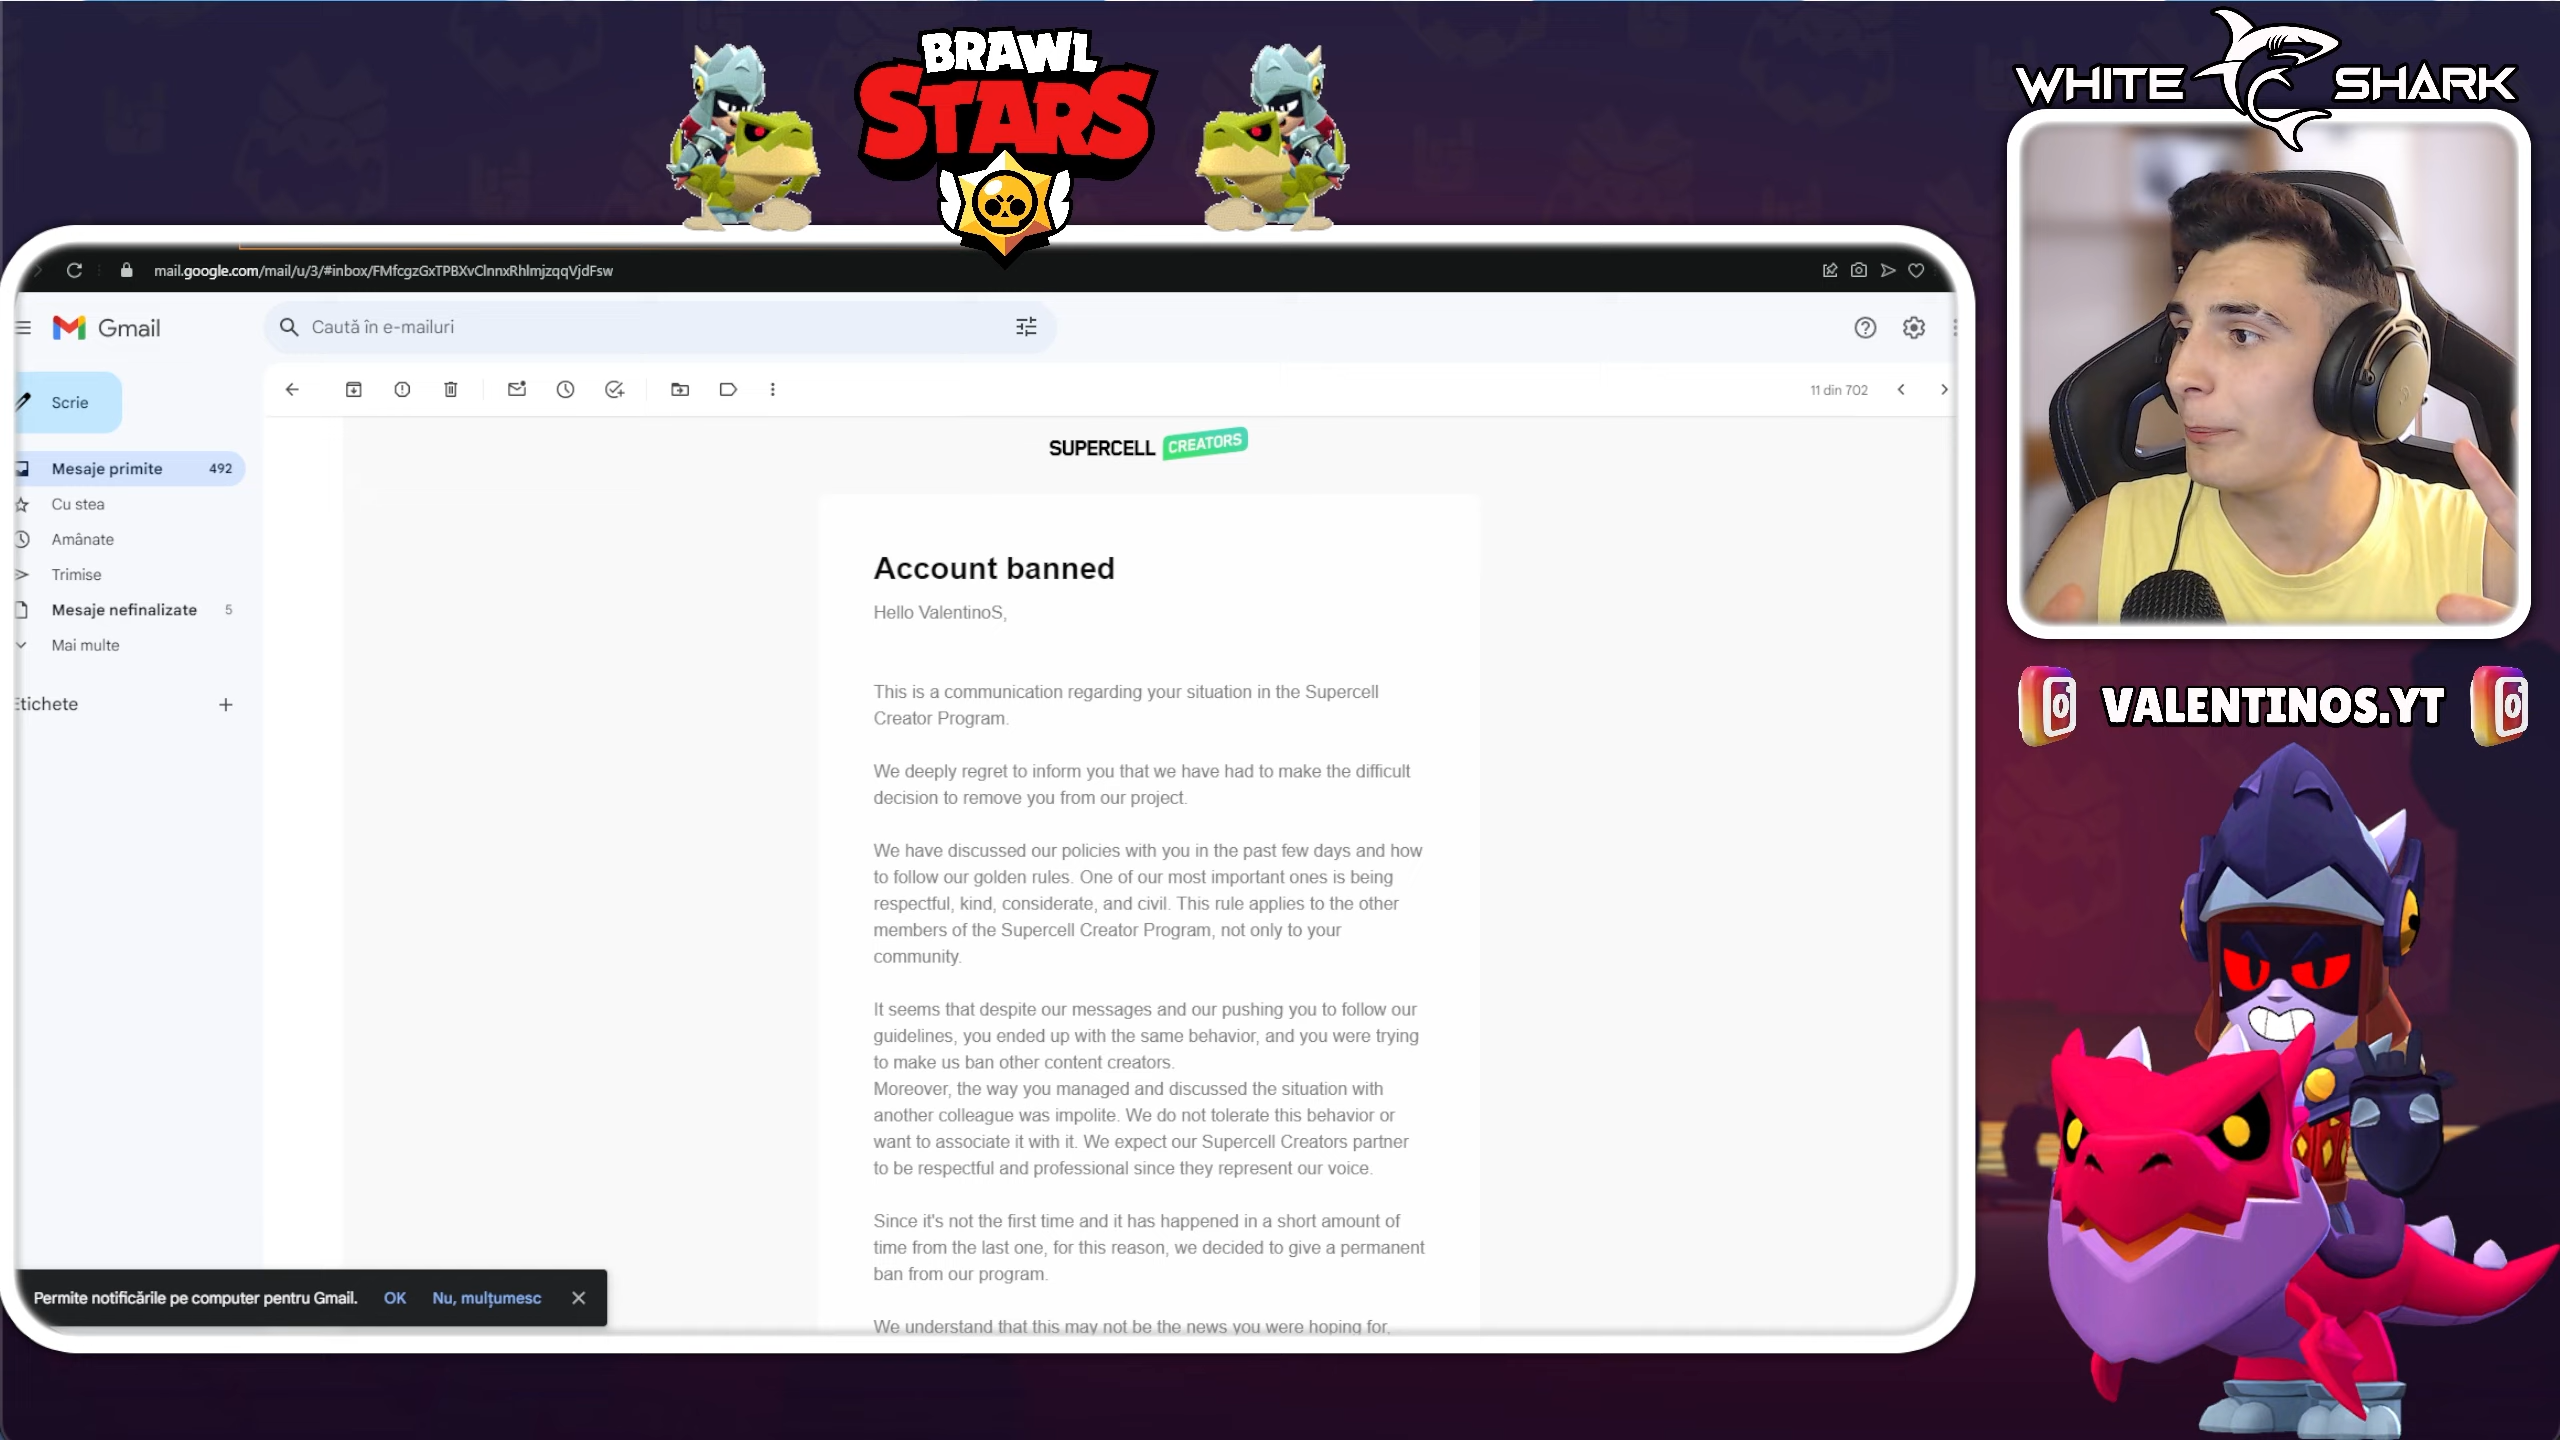 BRAWL
STARS
WHITE SHARK
mail.google.com/mail/u/3/#inbox/FMfcgzGxTPBXvClnnxRhlmjzqqVjdFsw
Gmail
Caută în e-mailuri
Scrie
11 din 702
Mesaje primite 492
Cu stea
Amânate
Trimise
Mesaje nefinalizate 5
Mai multe
Etichete
SUPERCELL CREATORS
Account banned
Hello ValentinoS,
This is a communication regarding your situation in the Supercell
Creator Program.
We deeply regret to inform you that we have had to make the difficult
decision to remove you from our project.
We have discussed our policies with you in the past few days and how
to follow our golden rules. One of our most important ones is being
respectful, kind, considerate, and civil. This rule applies to the other
members of the Supercell Creator Program, not only to your
community.
It seems that despite our messages and our pushing you to follow our
guidelines, you ended up with the same behavior, and you were trying
to make us ban other content creators.
Moreover, the way you managed and discussed the situation with
another colleague was impolite. We do not tolerate this behavior or
want to associate it with it. We expect our Supercell Creators partner
to be respectful and professional since they represent our voice.
Since it's not the first time and it has happened in a short amount of
time from the last one, for this reason, we decided to give a permanent
ban from our program.
We understand that this may not be the news you were hoping for,
Permite notificările pe computer pentru Gmail. OK Nu, mulțumesc
VALENTINOS.YT